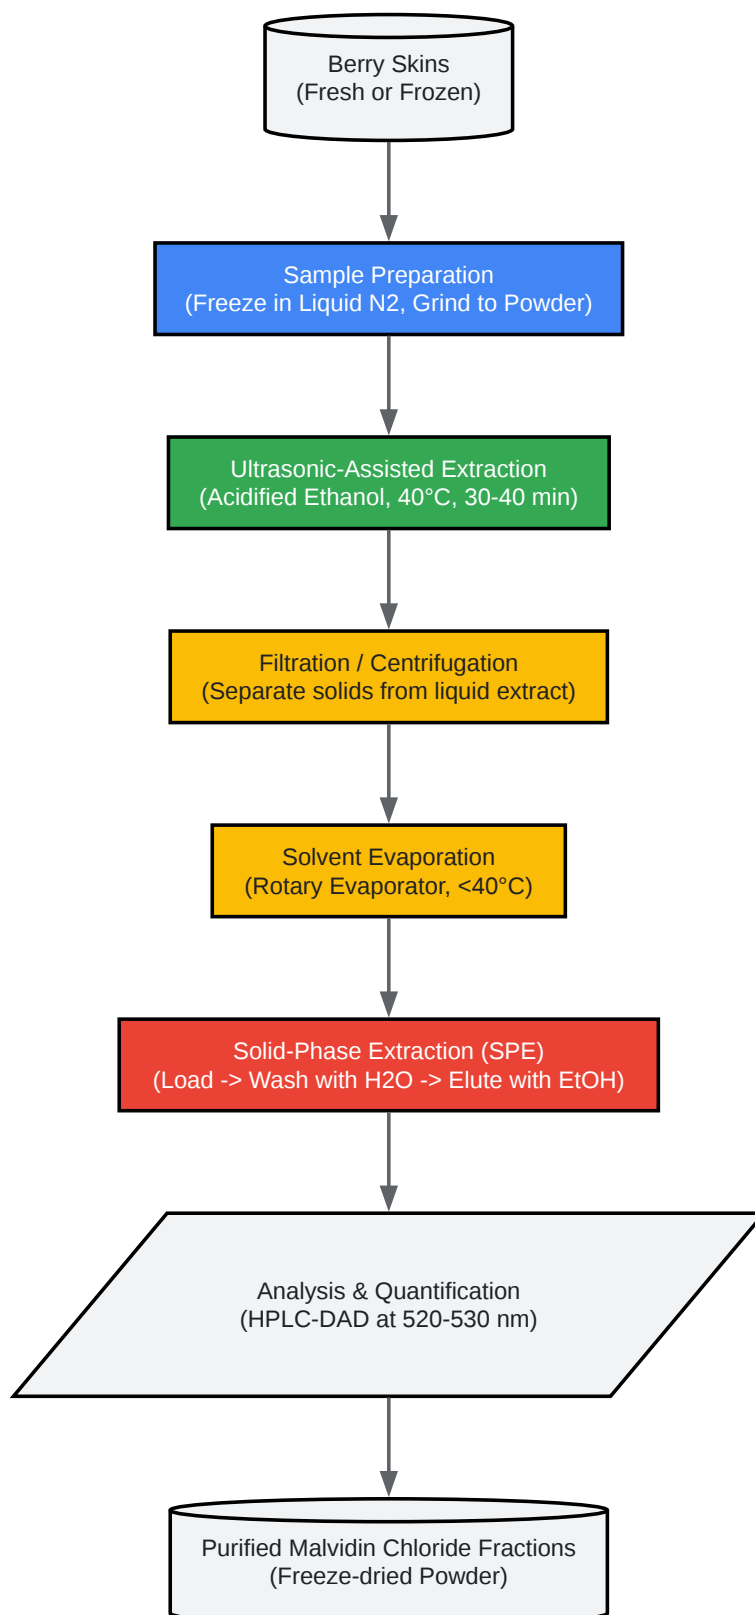 Berry Skins
(Fresh or Frozen)
Sample Preparation
(Freeze in Liquid N2, Grind to Powder)
Ultrasonic-Assisted Extraction
(Acidified Ethanol, 40°C, 30-40 min)
Filtration / Centrifugation
(Separate solids from liquid extract)
Solvent Evaporation
(Rotary Evaporator, <40°C)
Solid-Phase Extraction (SPE)
(Load -> Wash with H2O -> Elute with EtOH)
Analysis & Quantification
(HPLC-DAD at 520-530 nm)
Purified Malvidin Chloride Fractions
(Freeze-dried Powder)